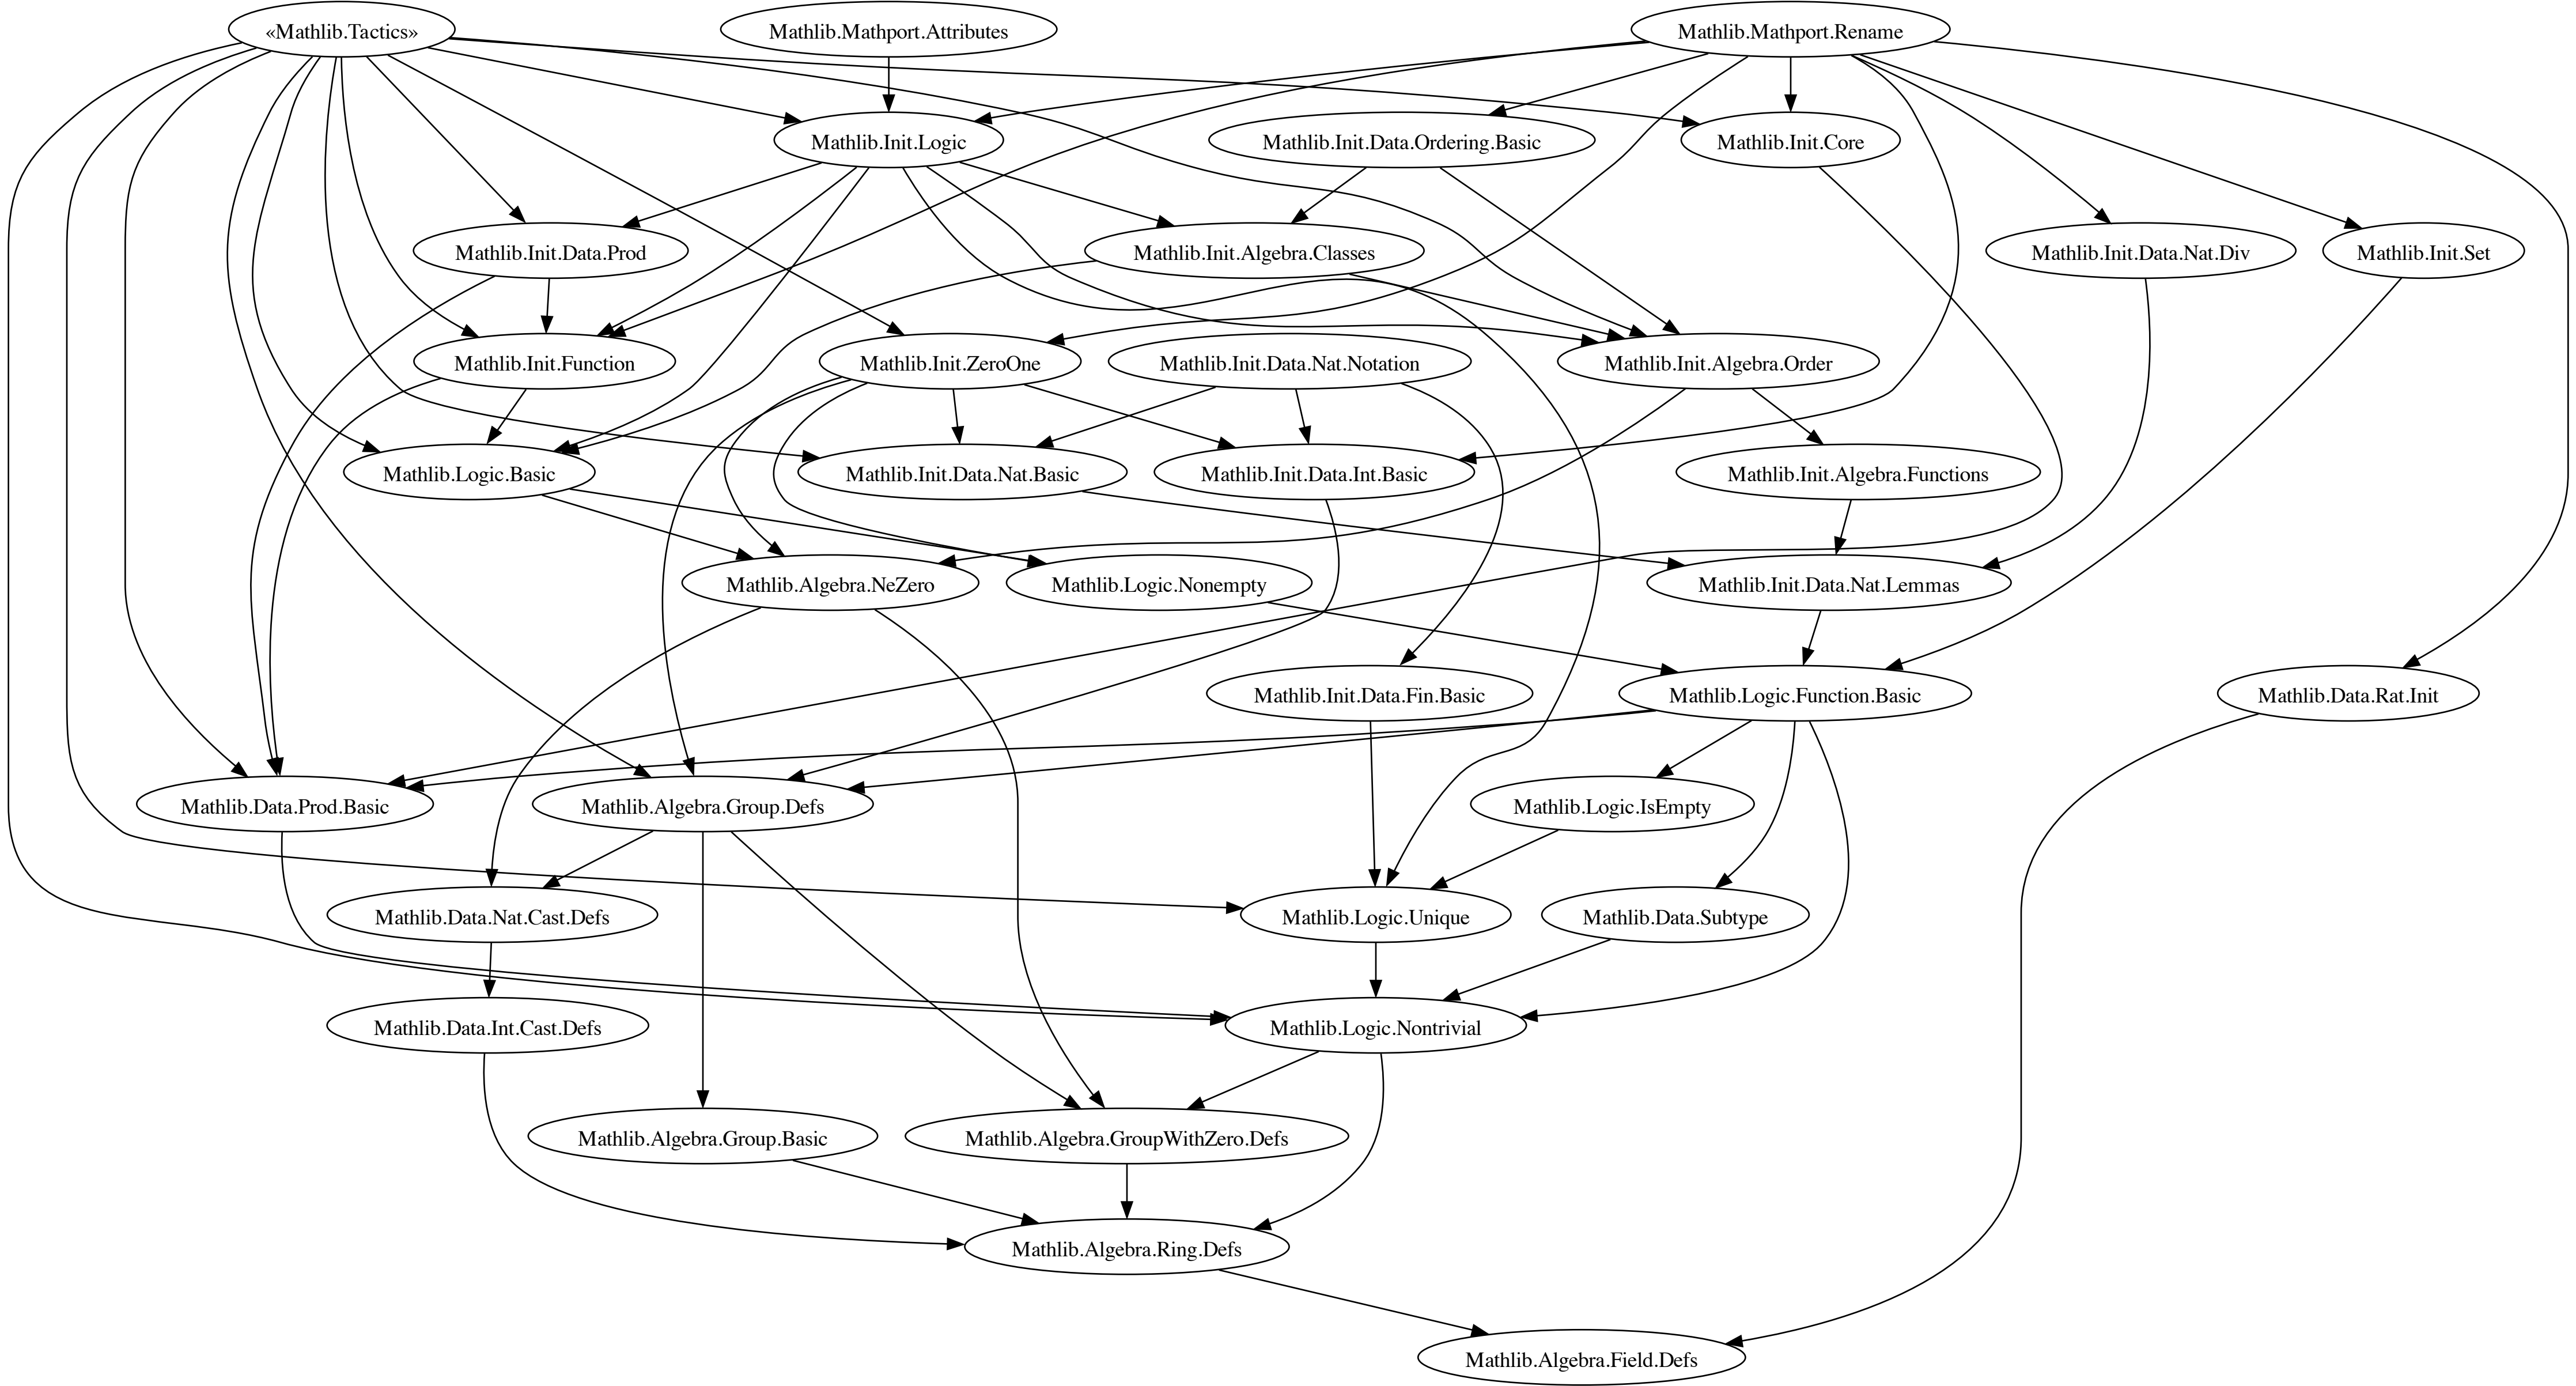 «Mathlib.Tactics»
Mathlib.Mathport.Attributes
Mathlib.Mathport.Rename
Mathlib.Init.Logic
Mathlib.Init.Data.Ordering.Basic
Mathlib.Init.Core
Mathlib.Init.Data.Prod
Mathlib.Init.Algebra.Classes
Mathlib.Init.Data.Nat.Div
Mathlib.Init.Set
Mathlib.Init.Function
Mathlib.Init.ZeroOne
Mathlib.Init.Data.Nat.Notation
Mathlib.Init.Algebra.Order
Mathlib.Logic.Basic
Mathlib.Init.Data.Nat.Basic
Mathlib.Init.Data.Int.Basic
Mathlib.Init.Algebra.Functions
Mathlib.Algebra.NeZero
Mathlib.Logic.Nonempty
Mathlib.Init.Data.Nat.Lemmas
Mathlib.Init.Data.Fin.Basic
Mathlib.Logic.Function.Basic
Mathlib.Data.Rat.Init
Mathlib.Data.Prod.Basic
Mathlib.Algebra.Group.Defs
Mathlib.Logic.IsEmpty
Mathlib.Data.Nat.Cast.Defs
Mathlib.Logic.Unique
Mathlib.Data.Subtype
Mathlib.Data.Int.Cast.Defs
Mathlib.Logic.Nontrivial
Mathlib.Algebra.Group.Basic
Mathlib.Algebra.GroupWithZero.Defs
Mathlib.Algebra.Ring.Defs
Mathlib.Algebra.Field.Defs